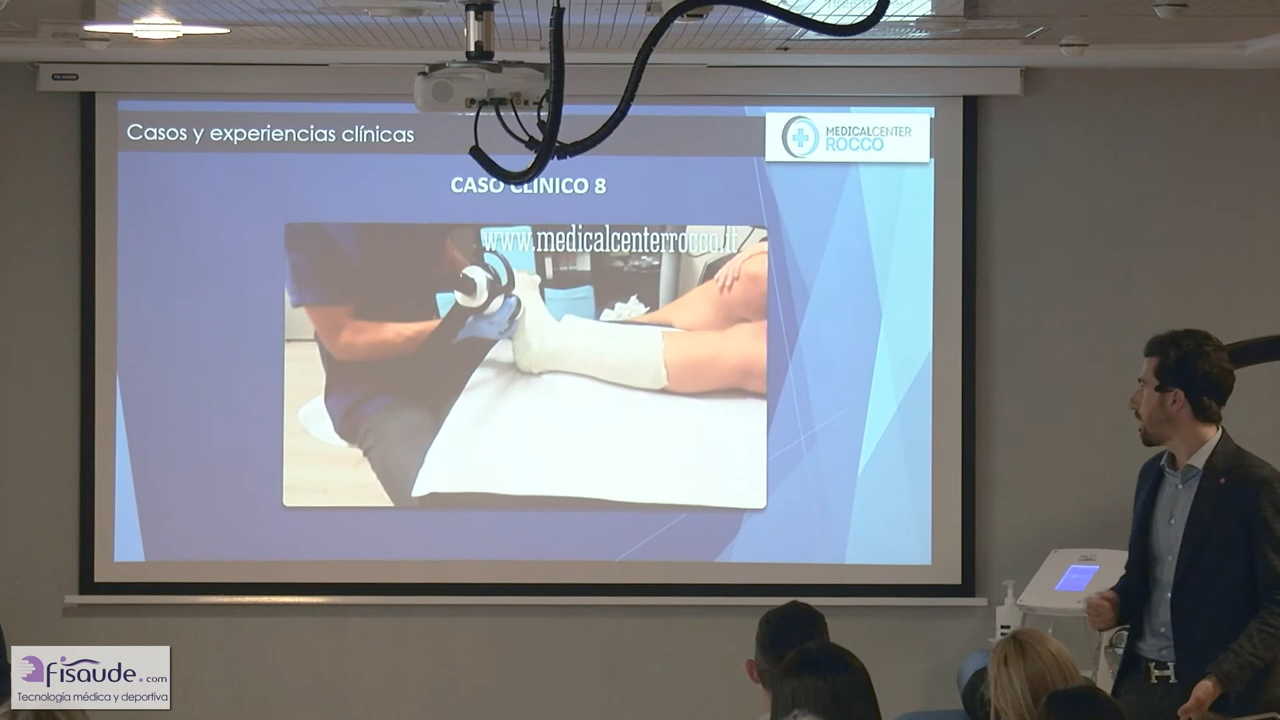 Casos y experiencias clínicas
MEDICALCENTER
ROCCO
CASO CLINICO 8
www.medicalcenterrocco.it
fisaude.com
Tecnología médica y deportiva